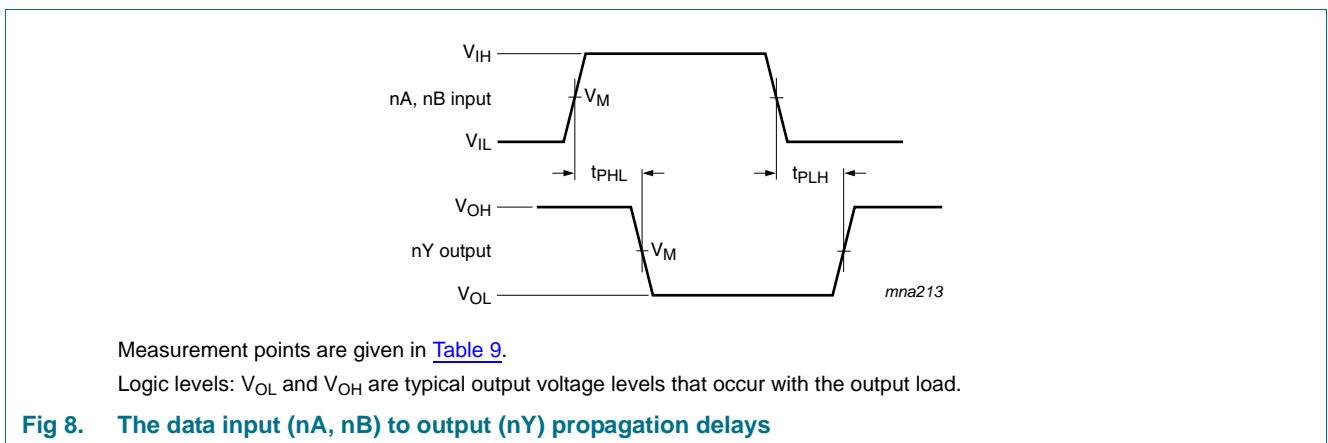 VIH
nA, nB input
VM
VIL
tPHL
tPLH
VOH
nY output
VM
VOL
mna213
Measurement points are given in Table 9.
Logic levels: VOL and VOH are typical output voltage levels that occur with the output load.
Fig 8. The data input (nA, nB) to output (nY) propagation delays